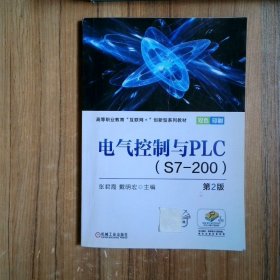 高等职业教育“互联网+”创新型系列教材 双色 印刷
电气控制与PLC
(S7-200)
第2版
张君霞 戴明宏 主编
机械工业出版社